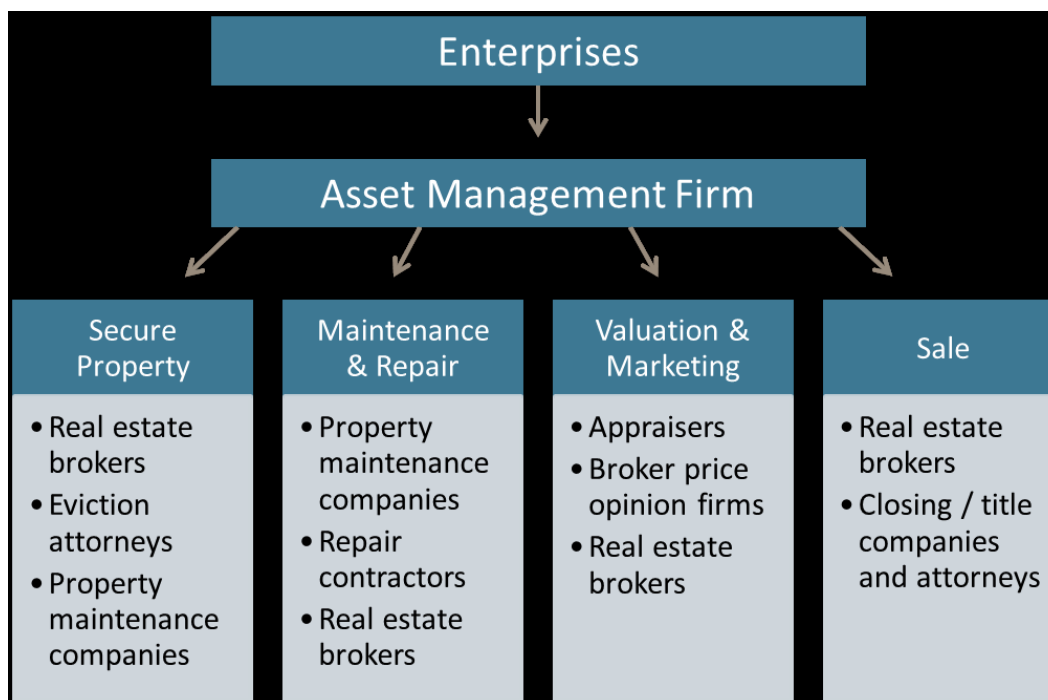 Enterprises
Asset Management Firm
Secure
Property
• Real estate
brokers
• Eviction
attorneys
• Property
maintenance
companies
Maintenance
& Repair
• Property
maintenance
companies
• Repair
contractors
• Real estate
brokers
Valuation &
Marketing
• Appraisers
• Broker price
opinion firms
• Real estate
brokers
Sale
• Real estate
brokers
• Closing / title
companies
and attorneys